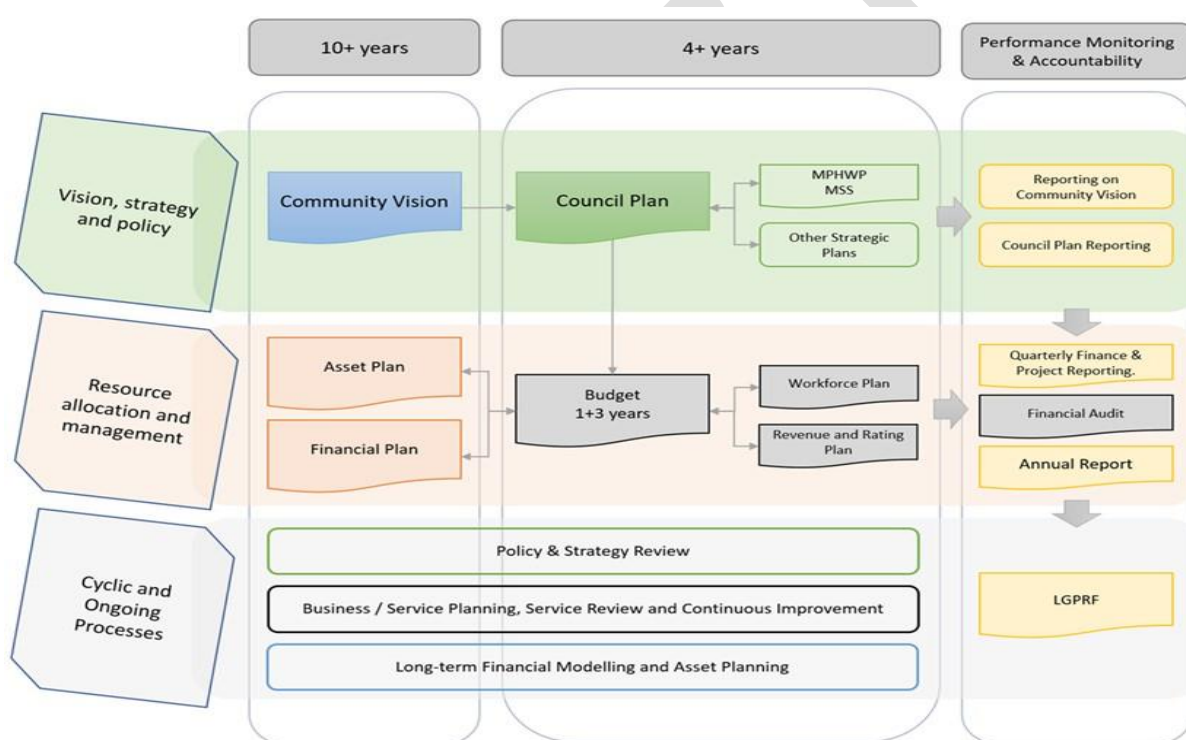 10+ years
4+ years
Performance Monitoring
& Accountability
Vision, strategy
and policy
Community Vision
Council Plan
MPHWP
MSS
Other Strategic
Plans
Reporting on
Community Vision
Council Plan Reporting
Resource
allocation and
management
Asset Plan
Financial Plan
Budget
1+3 years
Workforce Plan
Revenue and Rating
Plan
Quarterly Finance &
Project Reporting.
Financial Audit
Annual Report
Cyclic and
Ongoing
Processes
Policy & Strategy Review
Business / Service Planning, Service Review and Continuous Improvement
Long-term Financial Modelling and Asset Planning
LGPRF